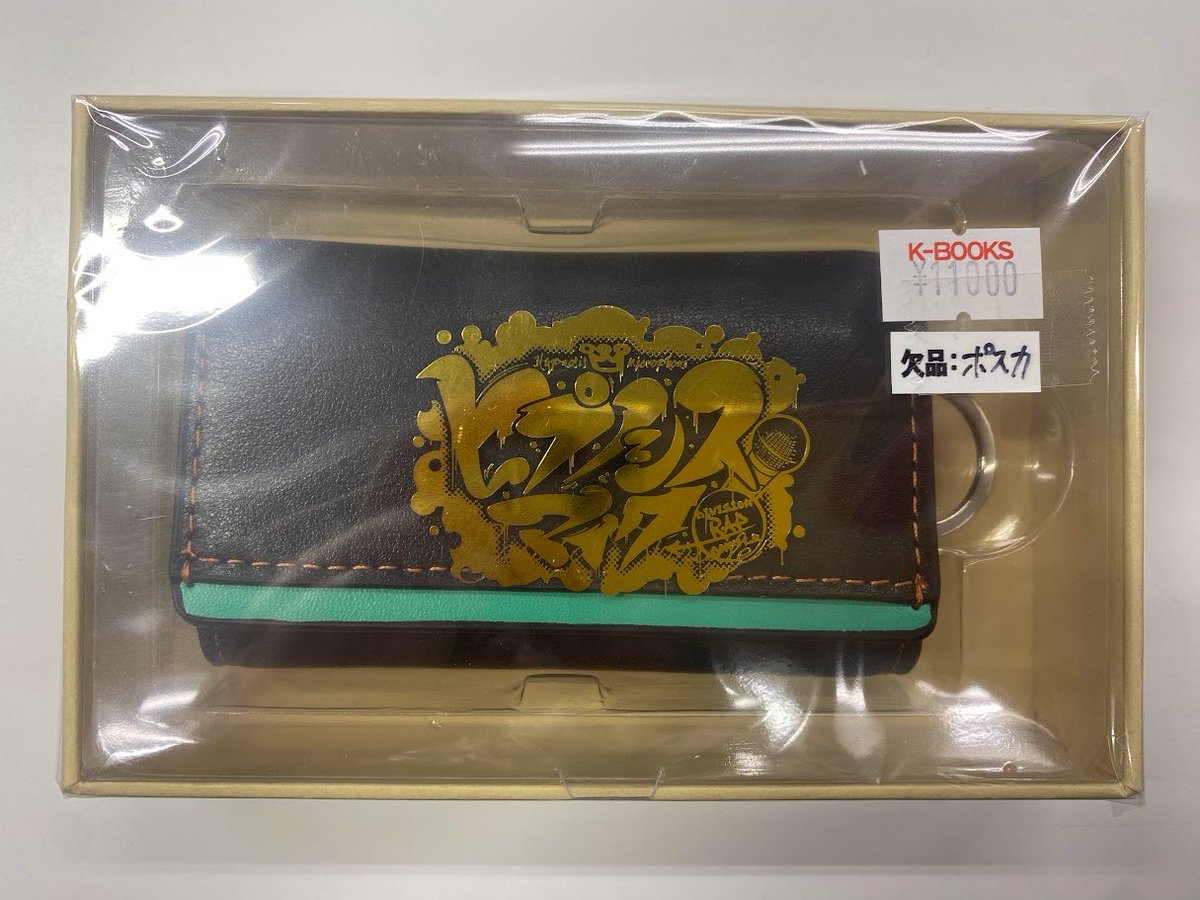 K-BOOKS
¥11000
欠品:ポスカ
Hypnosis Microphone
ヒプノシス
マイク
DIVISION
RAP
BATTLE